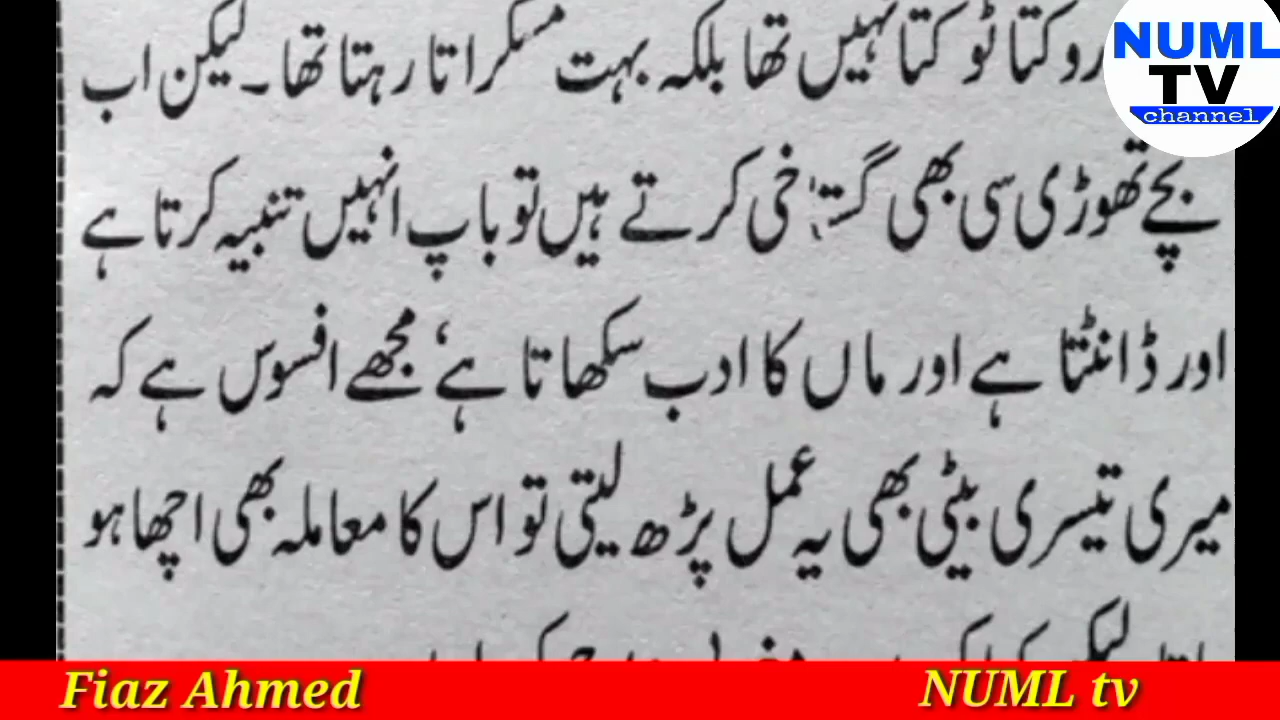 روکتا ٹوکتا نہیں تھا بلکہ بہت مسکراتا رہتا تھا۔ لیکن اب
بچے تھوڑی سی بھی گستاخی کرتے ہیں تو باپ انہیں تنبیہ کرتا ہے
اور ڈانٹتا ہے اور ماں کا ادب سکھاتا ہے، مجھے افسوس ہے کہ
میری تیسری بیٹی بھی یہ عمل پڑھ لیتی تو اس کا معاملہ بھی اچھا ہو
NUML
TV
channel
Fiaz Ahmed
NUML tv